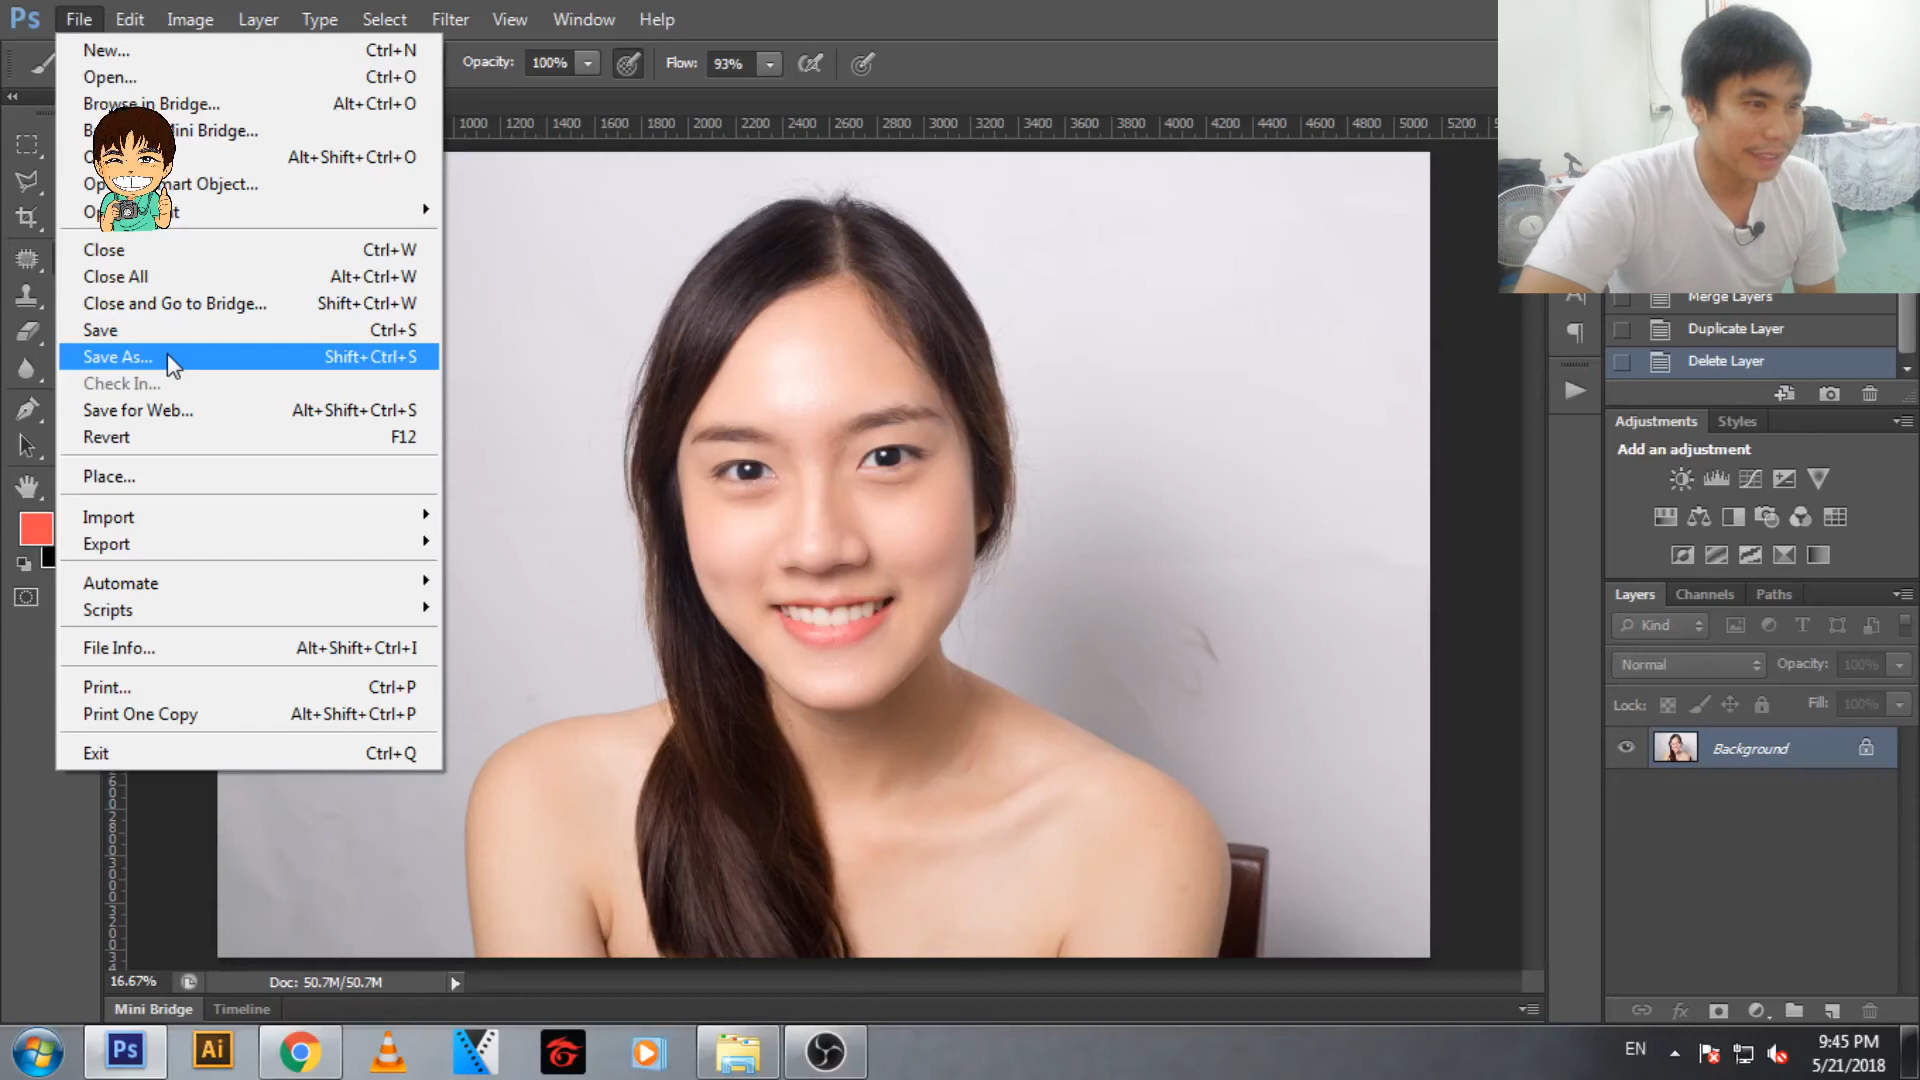 Ps File Edit Image Layer Type Select Filter View Window Help
New... Ctrl+N
Opacity: 100% Flow: 93%
Open... Ctrl+O
Browse in Bridge... Alt+Ctrl+O
Mini Bridge...
1000 1200 1400 1600 1800 2000 2200 2400 2600 2800 3000 3200 3400 3600 3800 4000 4200 4400 4600 4800 5000 5200
Alt+Shift+Ctrl+O
Object...
Close Ctrl+W
Close All Alt+Ctrl+W
Close and Go to Bridge... Shift+Ctrl+W
Save Ctrl+S
Save As... Shift+Ctrl+S
Check In...
Save for Web... Alt+Shift+Ctrl+S
Revert F12
Place...
Import
Export
Automate
Scripts
File Info... Alt+Shift+Ctrl+I
Print... Ctrl+P
Print One Copy Alt+Shift+Ctrl+P
Exit Ctrl+Q
Merge Layers
Duplicate Layer
Delete Layer
Adjustments Styles
Add an adjustment
Layers Channels Paths
Kind
Normal Opacity: 100%
Lock: Fill: 100%
Background
16.67% Doc: 50.7M/50.7M
Mini Bridge Timeline
Ps Ai EN
9:45 PM
5/21/2018